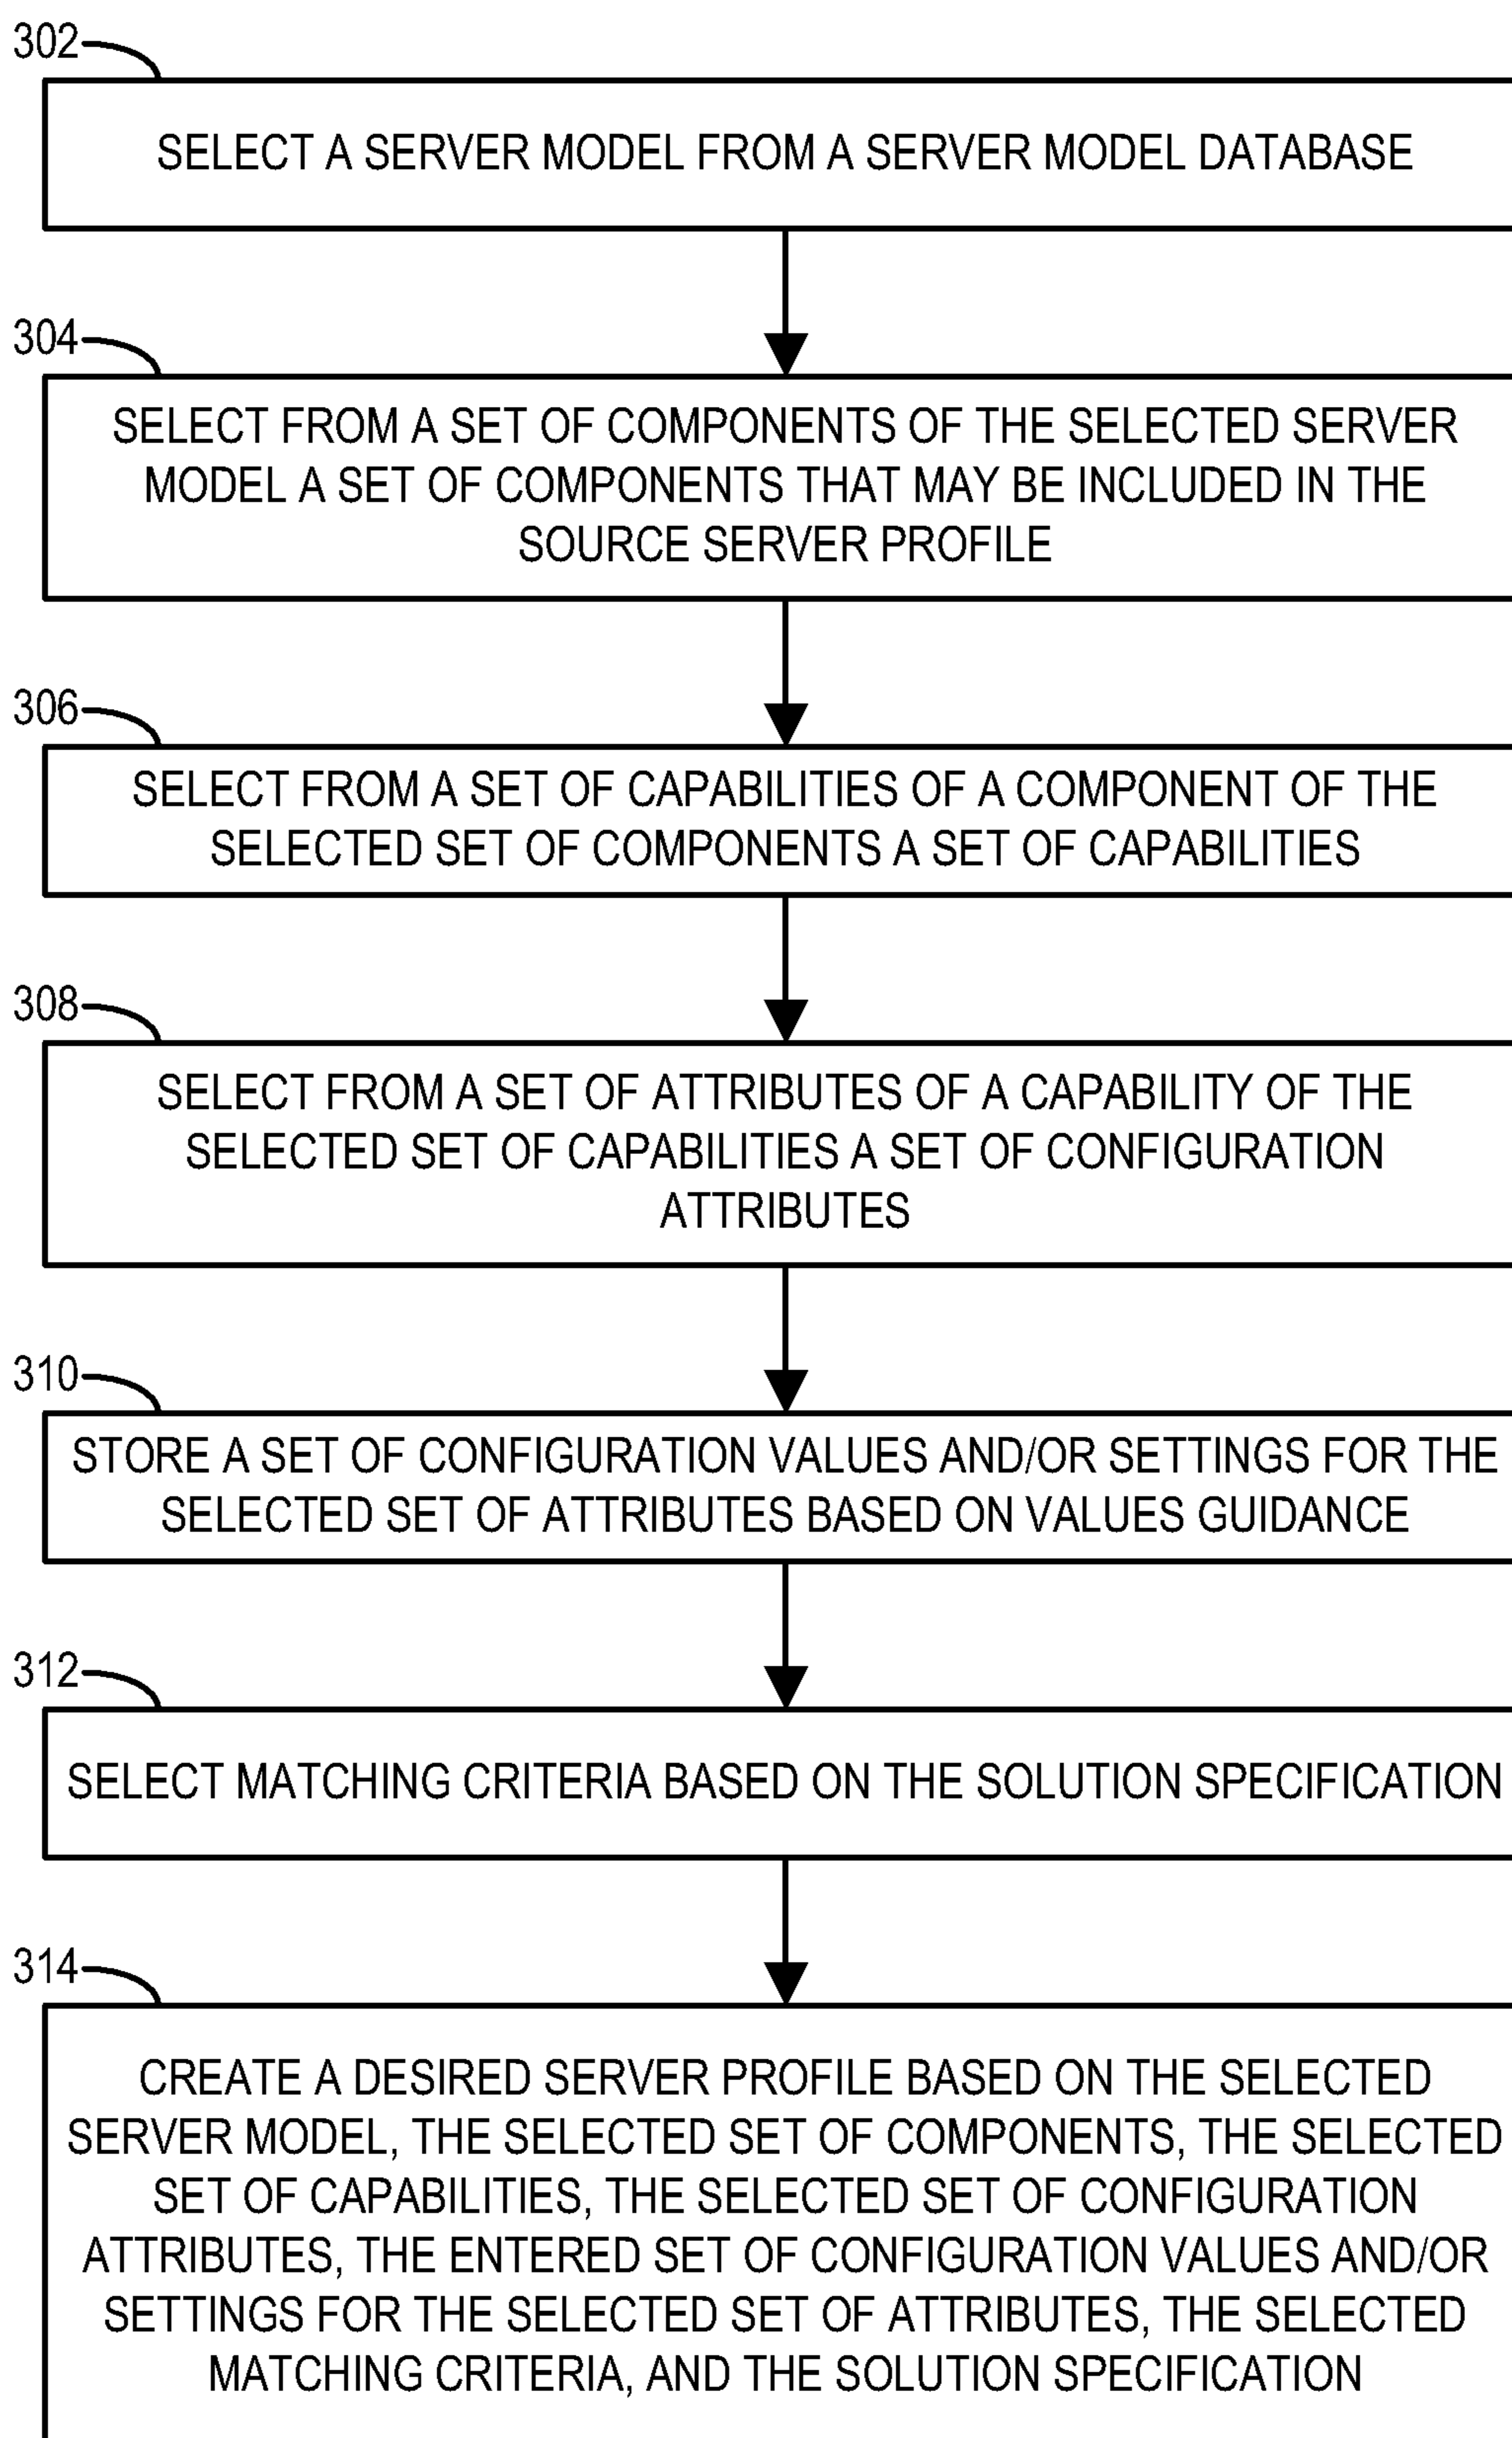 302
SELECT A SERVER MODEL FROM A SERVER MODEL DATABASE
304
SELECT FROM A SET OF COMPONENTS OF THE SELECTED SERVER
MODEL A SET OF COMPONENTS THAT MAY BE INCLUDED IN THE
SOURCE SERVER PROFILE
306
SELECT FROM A SET OF CAPABILITIES OF A COMPONENT OF THE
SELECTED SET OF COMPONENTS A SET OF CAPABILITIES
308
SELECT FROM A SET OF ATTRIBUTES OF A CAPABILITY OF THE
SELECTED SET OF CAPABILITIES A SET OF CONFIGURATION
ATTRIBUTES
310
STORE A SET OF CONFIGURATION VALUES AND/OR SETTINGS FOR THE
SELECTED SET OF ATTRIBUTES BASED ON VALUES GUIDANCE
312
SELECT MATCHING CRITERIA BASED ON THE SOLUTION SPECIFICATION
314
CREATE A DESIRED SERVER PROFILE BASED ON THE SELECTED
SERVER MODEL, THE SELECTED SET OF COMPONENTS, THE SELECTED
SET OF CAPABILITIES, THE SELECTED SET OF CONFIGURATION
ATTRIBUTES, THE ENTERED SET OF CONFIGURATION VALUES AND/OR
SETTINGS FOR THE SELECTED SET OF ATTRIBUTES, THE SELECTED
MATCHING CRITERIA, AND THE SOLUTION SPECIFICATION